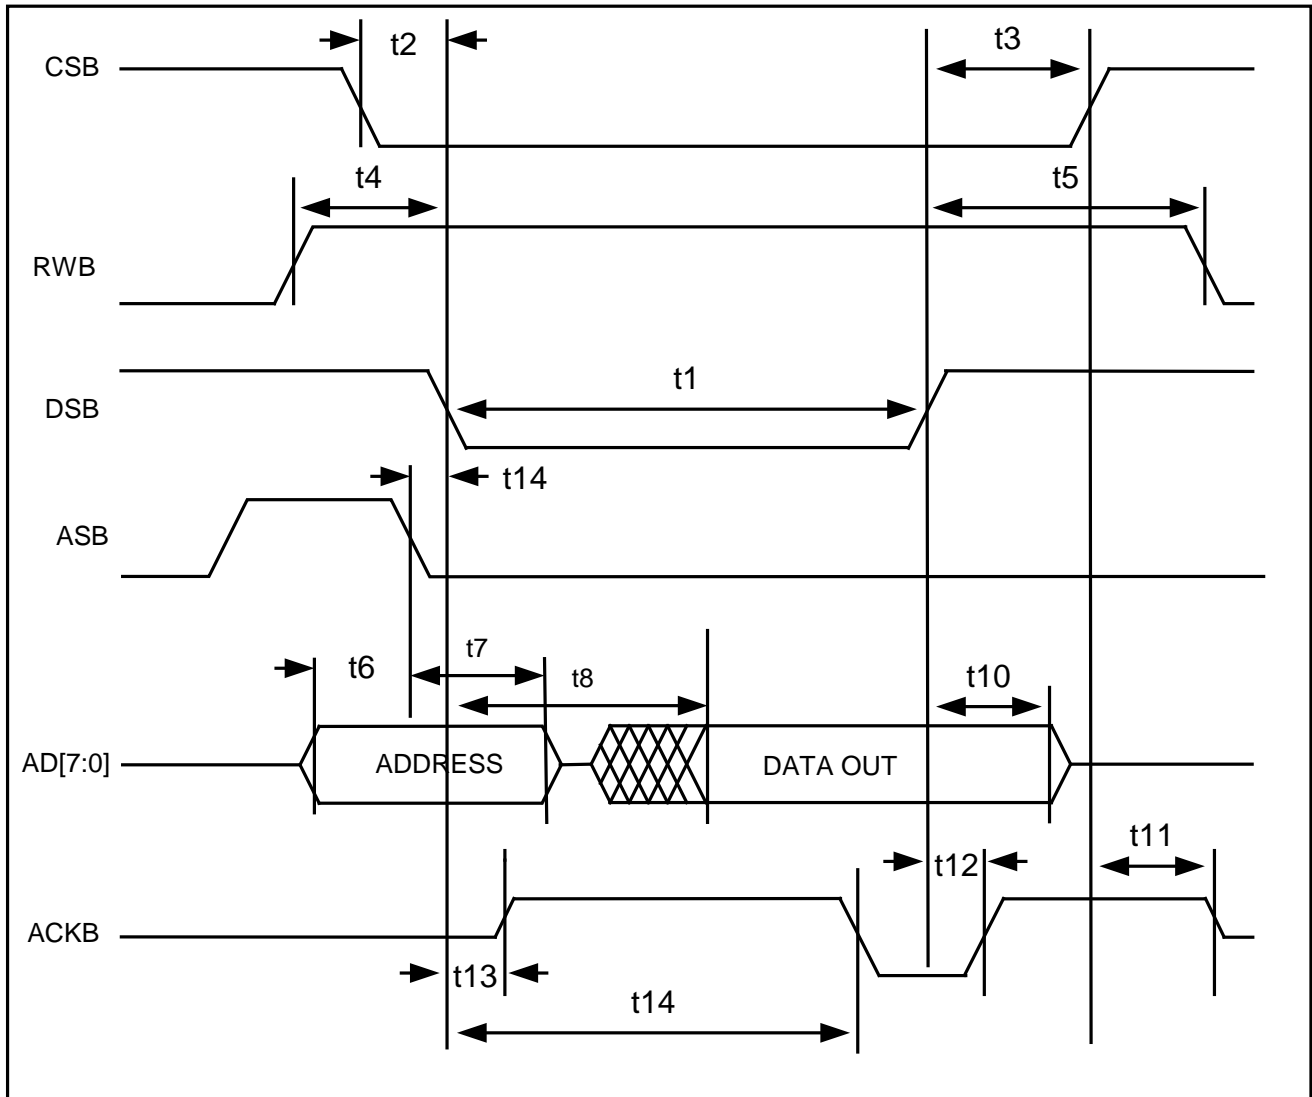 t2
t3
CSB
t4
t5
RWB
t1
DSB
t14
ASB
t7
t6
t8
t10
AD[7:0]
ADDRESS
DATA OUT
t11
t12
ACKB
t13
t14